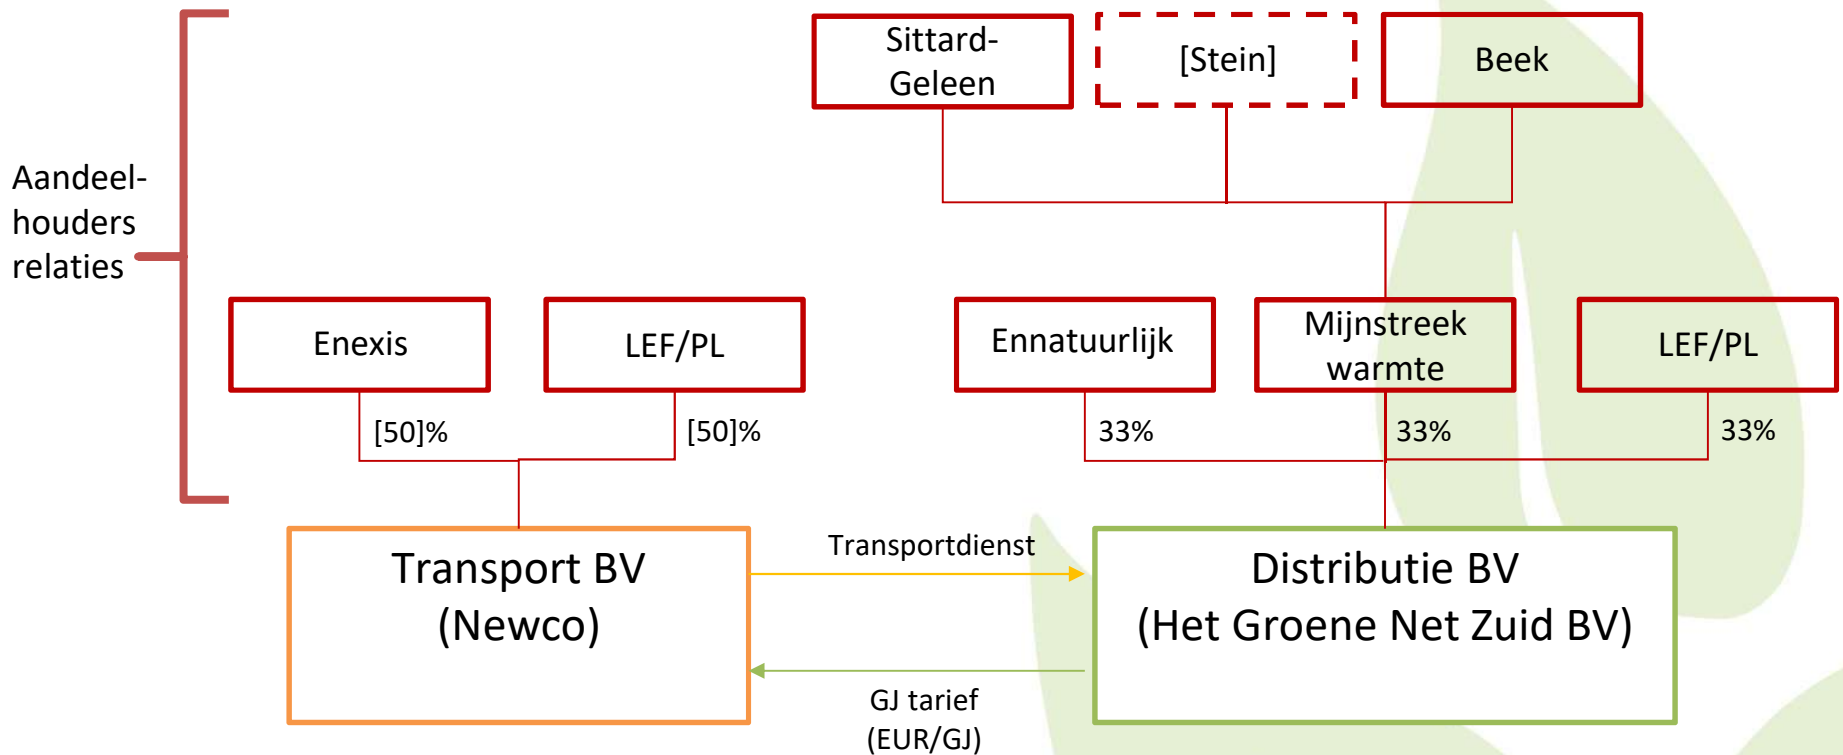 Sittard-
Geleen
[Stein]
Beek
Aandeel-
houders
relaties
Enexis
LEF/PL
Ennatuurlijk
Mijnstreek
warmte
LEF/PL
[50]%
[50]%
33%
33%
33%
Transport BV
(Newco)
Transportdienst
Distributie BV
(Het Groene Net Zuid BV)
GJ tarief
(EUR/GJ)